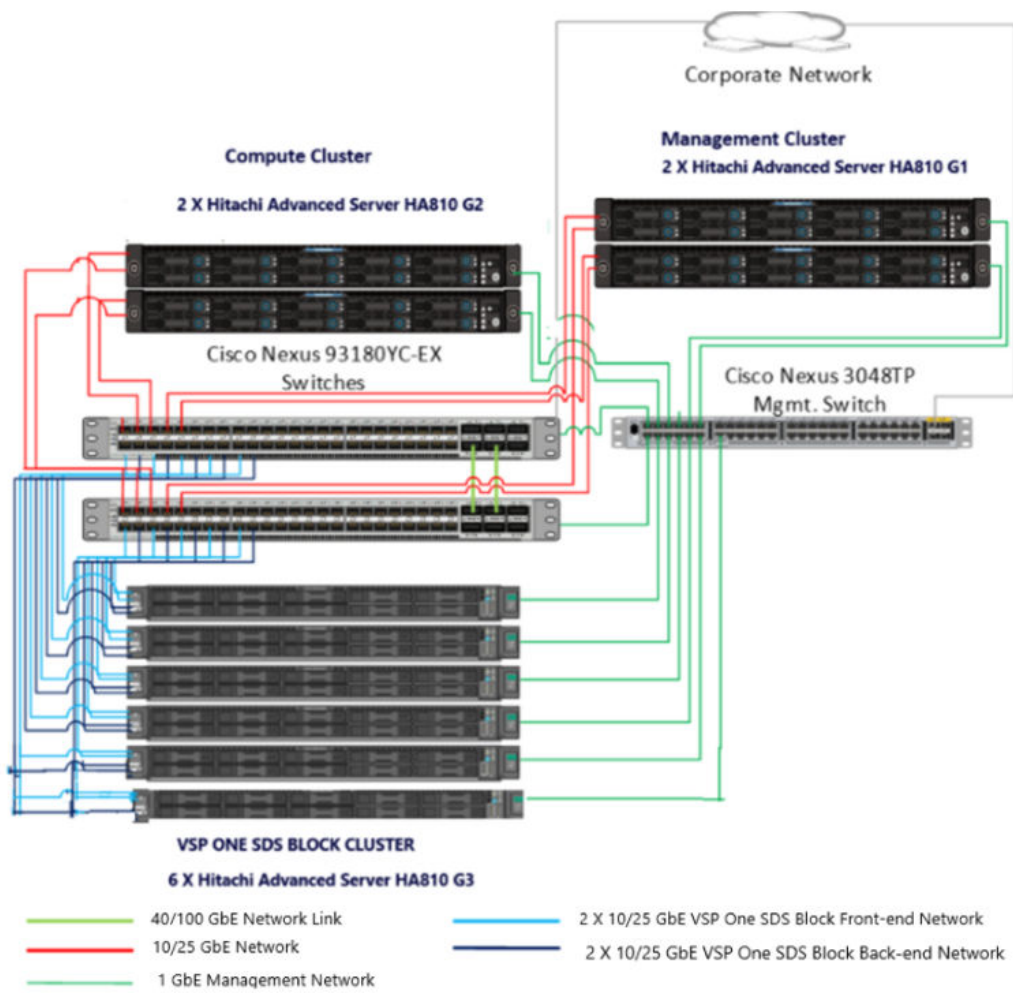 Corporate Network
Management Cluster
2 X Hitachi Advanced Server HA810 G1
Compute Cluster
2 X Hitachi Advanced Server HA810 G2
Cisco Nexus 93180YC-EX
Switches
Cisco Nexus 3048TP
Mgmt. Switch
VSP ONE SDS BLOCK CLUSTER
6 X Hitachi Advanced Server HA810 G3
40/100 GbE Network Link
10/25 GbE Network
1 GbE Management Network
2 X 10/25 GbE VSP One SDS Block Front-end Network
2 X 10/25 GbE VSP One SDS Block Back-end Network